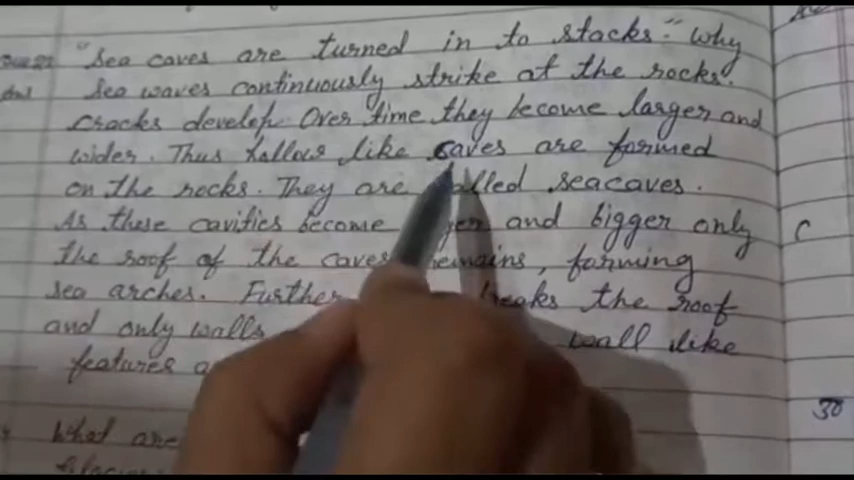 "Sea caves are turned in to stacks." Why
Ans Sea waves continuously strike at the rocks.
Cracks develop. Over time they become larger and
wider. Thus hollow like caves are formed
on the rocks. They are called seacaves.
As these cavities become and bigger only
the roof of the caves remains, forming
sea arches. Further the roof
and only walls wall like
features
What are
30